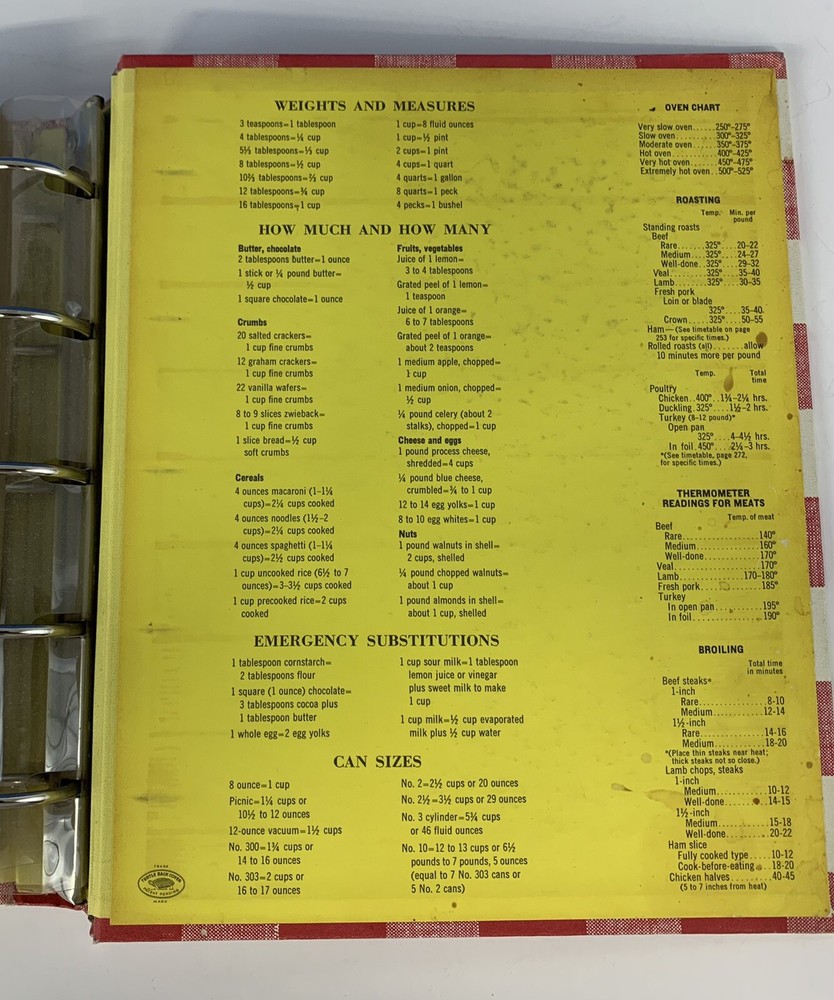 WEIGHTS AND MEASURES
3 teaspoons=1 tablespoon
4 tablespoons=¼ cup
5⅓ tablespoons=⅓ cup
8 tablespoons=½ cup
10⅔ tablespoons=⅔ cup
12 tablespoons=¾ cup
16 tablespoons=1 cup
1 cup=8 fluid ounces
1 cup=½ pint
2 cups=1 pint
4 cups=1 quart
4 quarts=1 gallon
8 quarts=1 peck
4 pecks=1 bushel
HOW MUCH AND HOW MANY
Butter, chocolate
2 tablespoons butter=1 ounce
1 stick or ¼ pound butter=
½ cup
1 square chocolate=1 ounce
Crumbs
20 salted crackers=
1 cup fine crumbs
12 graham crackers=
1 cup fine crumbs
22 vanilla wafers=
1 cup fine crumbs
8 to 9 slices zwieback=
1 cup fine crumbs
1 slice bread=½ cup
soft crumbs
Cereals
4 ounces macaroni (1-1¼
cups)=2¼ cups cooked
4 ounces noodles (1½-2
cups)=2¼ cups cooked
4 ounces spaghetti (1-1¼
cups)=2½ cups cooked
1 cup uncooked rice (6½ to 7
ounces)=3-3½ cups cooked
1 cup precooked rice=2 cups
cooked
Fruits, vegetables
Juice of 1 lemon=
3 to 4 tablespoons
Grated peel of 1 lemon=
1 teaspoon
Juice of 1 orange=
6 to 7 tablespoons
Grated peel of 1 orange=
about 2 teaspoons
1 medium apple, chopped=
1 cup
1 medium onion, chopped=
½ cup
¼ pound celery (about 2
stalks), chopped=1 cup
Cheese and eggs
1 pound process cheese,
shredded=4 cups
¼ pound blue cheese,
crumbled=¾ to 1 cup
12 to 14 egg yolks=1 cup
8 to 10 egg whites=1 cup
Nuts
1 pound walnuts in shell=
2 cups, shelled
¼ pound chopped walnuts=
about 1 cup
1 pound almonds in shell=
about 1 cup, shelled
EMERGENCY SUBSTITUTIONS
1 tablespoon cornstarch=
2 tablespoons flour
1 square (1 ounce) chocolate=
3 tablespoons cocoa plus
1 tablespoon butter
1 whole egg=2 egg yolks
1 cup sour milk=1 tablespoon
lemon juice or vinegar
plus sweet milk to make
1 cup
1 cup milk=½ cup evaporated
milk plus ½ cup water
CAN SIZES
8 ounce=1 cup
Picnic=1¼ cups or
10½ to 12 ounces
12-ounce vacuum=1½ cups
No. 300=1¾ cups or
14 to 16 ounces
No. 303=2 cups or
16 to 17 ounces
No. 2=2½ cups or 20 ounces
No. 2½=3½ cups or 29 ounces
No. 3 cylinder=5¾ cups
or 46 fluid ounces
No. 10=12 to 13 cups or 6½
pounds to 7 pounds, 5 ounces
(equal to 7 No. 303 cans or
5 No. 2 cans)
TRADE
TURTLE BACK COVER
PATENT PENDING
MARK
OVEN CHART
Very slow oven......250°-275°
Slow oven..........300°-325°
Moderate oven....350°-375°
Hot oven............400°-425°
Very hot oven......450°-475°
Extremely hot oven..500°-525°
ROASTING
Temp. Min. per
pound
Standing roasts
Beef
Rare.......325°....20-22
Medium....325°....24-27
Well-done..325°....29-32
Veal.........325°....35-40
Lamb........325°....30-35
Fresh pork
Loin or blade
325°....35-40
Crown.....325°....50-55
Ham—(See timetable on page
253 for specific times.)
Rolled roasts (all)........allow
10 minutes more per pound
Temp. Total
time
Poultry
Chicken..400°..1¾-2¼ hrs.
Duckling.325°....1½-2 hrs.
Turkey (8-12 pound)*
Open pan
325°....4-4½ hrs.
In foil.450°....2¼-3 hrs.
*(See timetable, page 272,
for specific times.)
THERMOMETER
READINGS FOR MEATS
Temp. of meat
Beef
Rare....................140°
Medium................160°
Well-done..............170°
Veal......................170°
Lamb................170-180°
Fresh pork...............185°
Turkey
In open pan............195°
In foil...................190°
BROILING
Total time
in minutes
Beef steaks*
1-inch
Rare.................8-10
Medium............12-14
1½-inch
Rare................14-16
Medium............18-20
*(Place thin steaks near heat;
thick steaks not so close.)
Lamb chops, steaks
1-inch
Medium............10-12
Well-done..........14-15
1½-inch
Medium............15-18
Well-done..........20-22
Ham slice
Fully cooked type.....10-12
Cook-before-eating..18-20
Chicken halves..........40-45
(5 to 7 inches from heat)